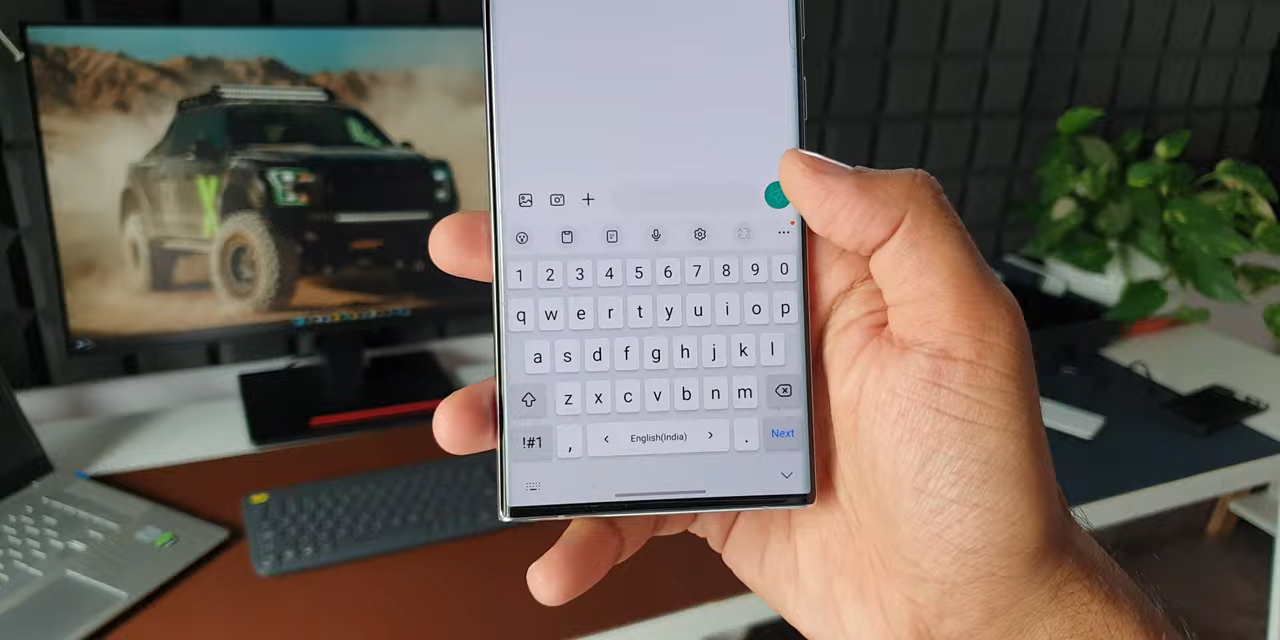 1 2 3 4 5 6 7 8 9 0
q w e r t y u i o p
a s d f g h j k l
z x c v b n m
!#1 , < English(India) > . Next